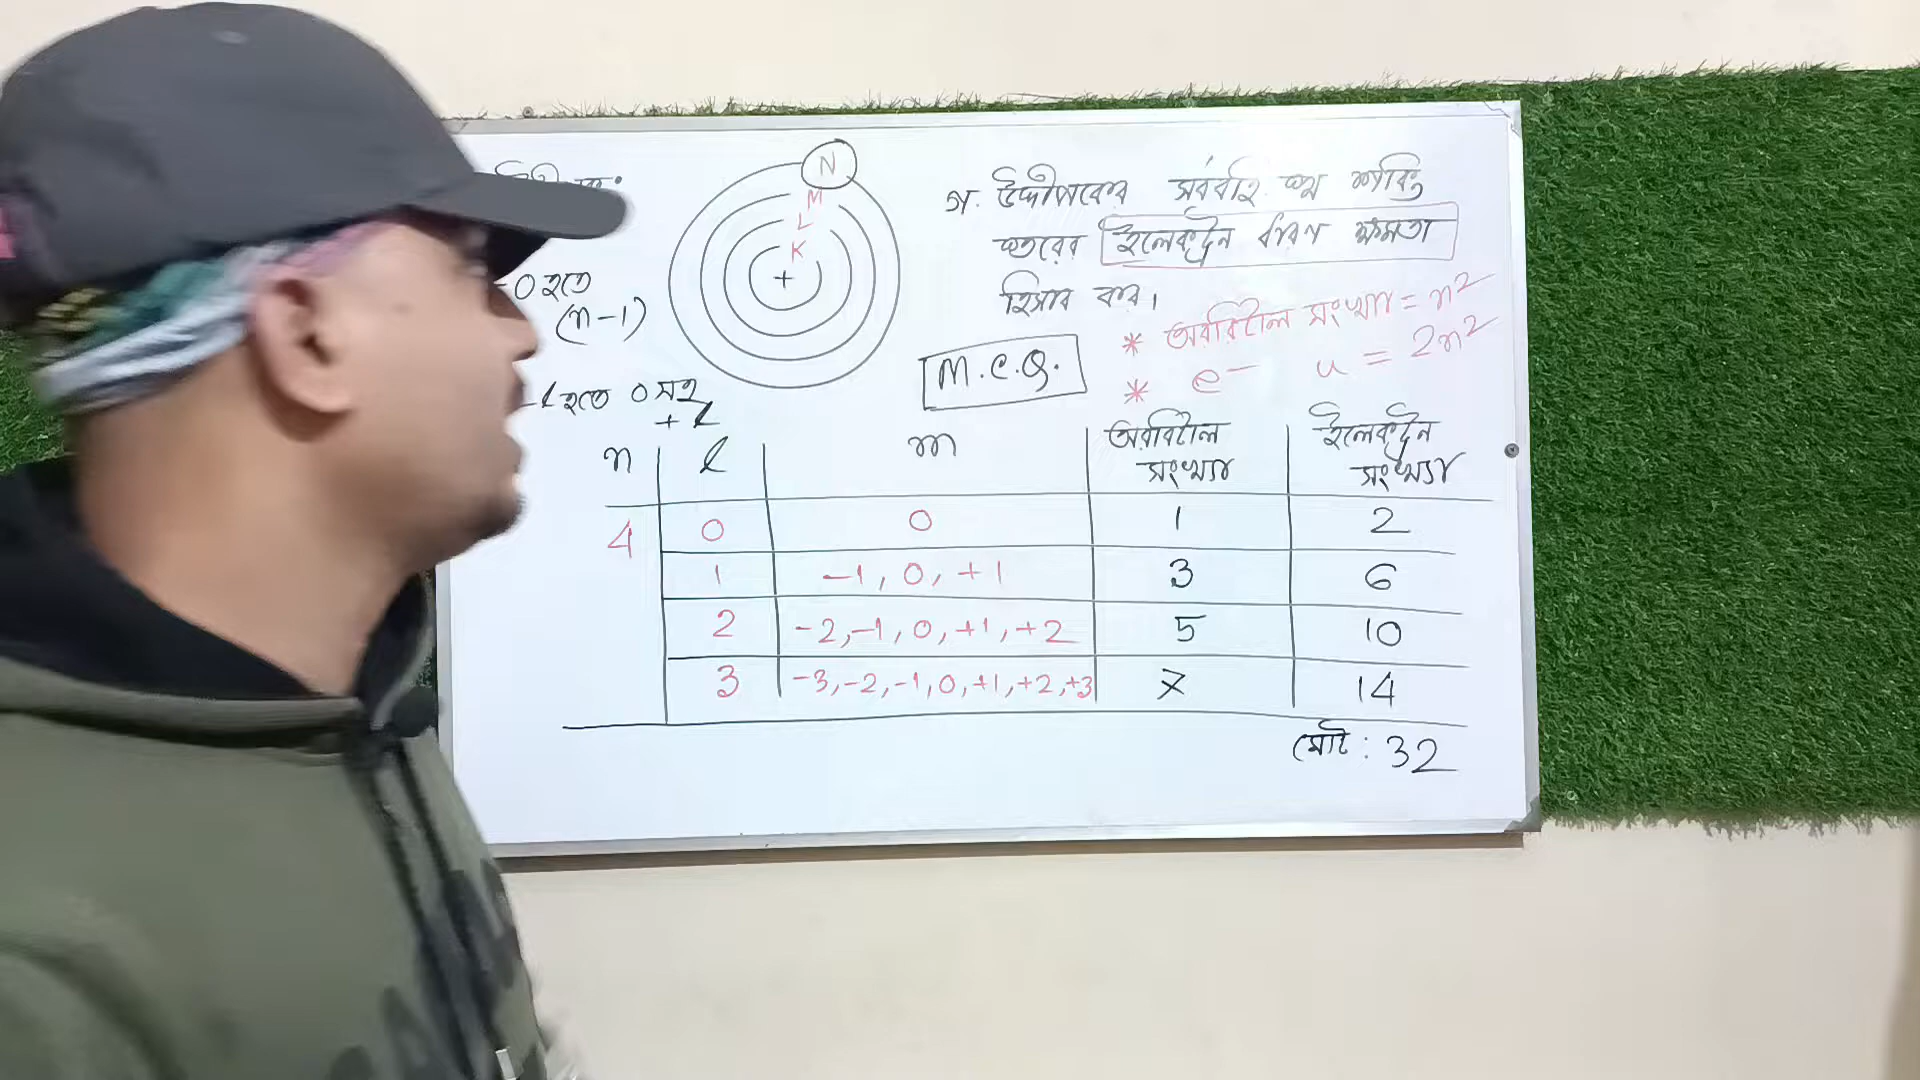 N
M
L
K
+
গ. উদ্দীপকের সর্ববহিঃস্থ শক্তি
স্তরের ইলেকট্রন ধারণ ক্ষমতা
হিসাব কর।
0 হতে
(n-1)
* অরবিটাল সংখ্যা = n²
* e⁻ u = 2n²
M.C.Q.
-l হতে 0 সহ
+l
n l m অরবিটাল সংখ্যা ইলেকট্রন সংখ্যা
4 0 0 1 2
1 -1, 0, +1 3 6
2 -2, -1, 0, +1, +2 5 10
3 -3, -2, -1, 0, +1, +2, +3 7 14
মোট : 32